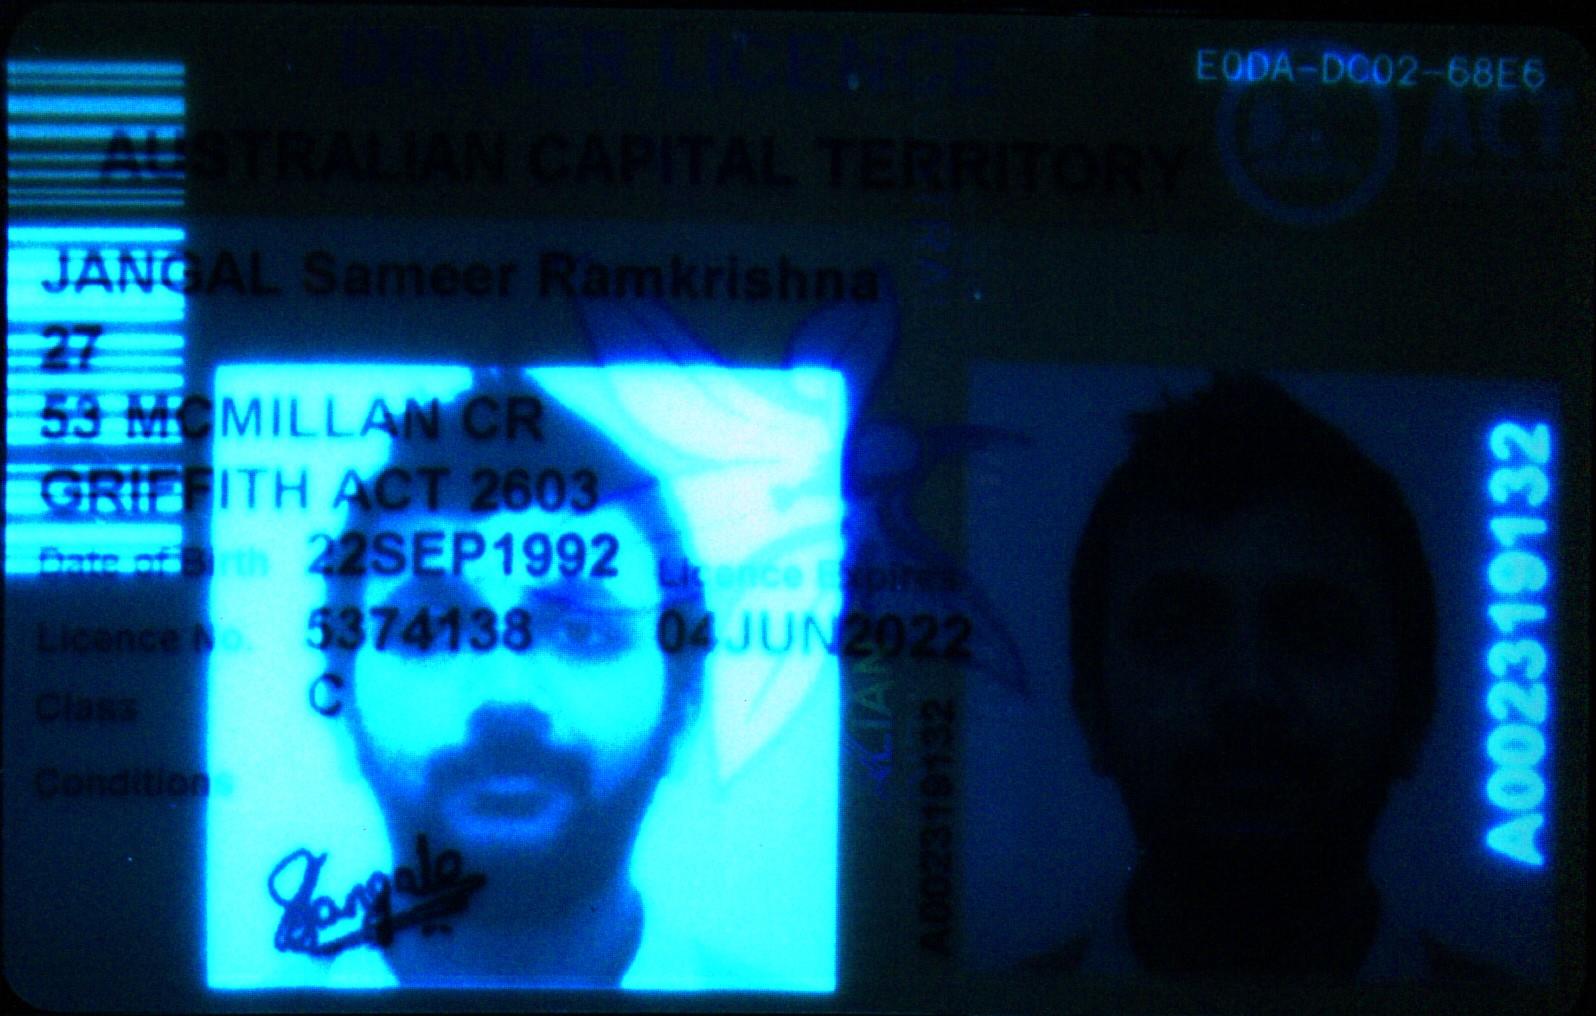 DRIVER LICENCE
E0DA-DC02-68E6
ACT
AUSTRALIAN CAPITAL TERRITORY
JANGAL Sameer Ramkrishna
27
53 MCMILLAN CR
GRIFFITH ACT 2603
Date of Birth 22SEP1992
Licence Expires
Licence No. 5374138 04JUN2022
Class C
Conditions
Jangale
A002319132
A002319132